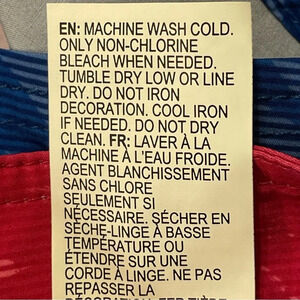 EN: MACHINE WASH COLD.
ONLY NON-CHLORINE
BLEACH WHEN NEEDED.
TUMBLE DRY LOW OR LINE
DRY. DO NOT IRON
DECORATION. COOL IRON
IF NEEDED. DO NOT DRY
CLEAN. FR: LAVER À LA
MACHINE À L'EAU FROIDE.
AGENT BLANCHISSEMENT
SANS CHLORE
SEULEMENT SI
NÉCESSAIRE. SÉCHER EN
SÈCHE-LINGE À BASSE
TEMPÉRATURE OU
ÉTENDRE SUR UNE
CORDE À LINGE. NE PAS
REPASSER LA